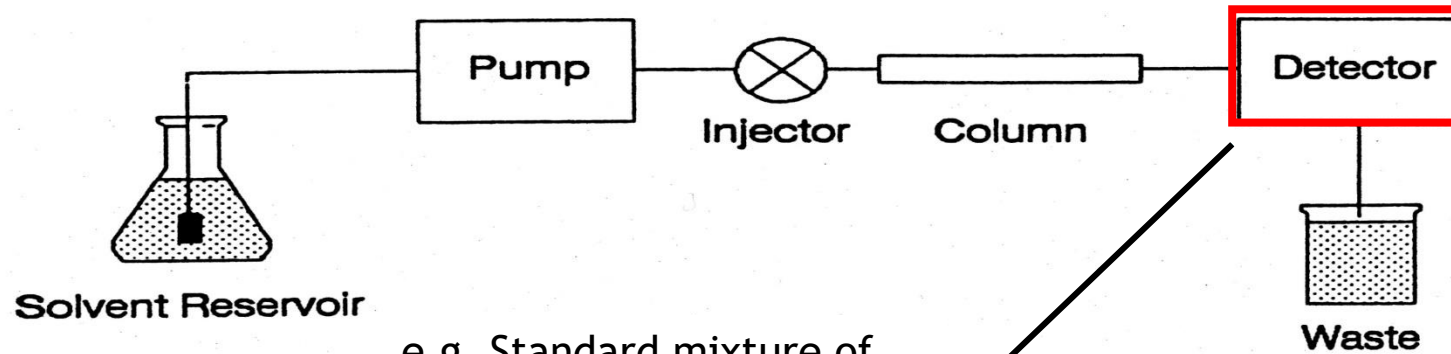 Pump
Detector
Injector
Column
Solvent Reservoir
Waste
e.g. Standard mixture of